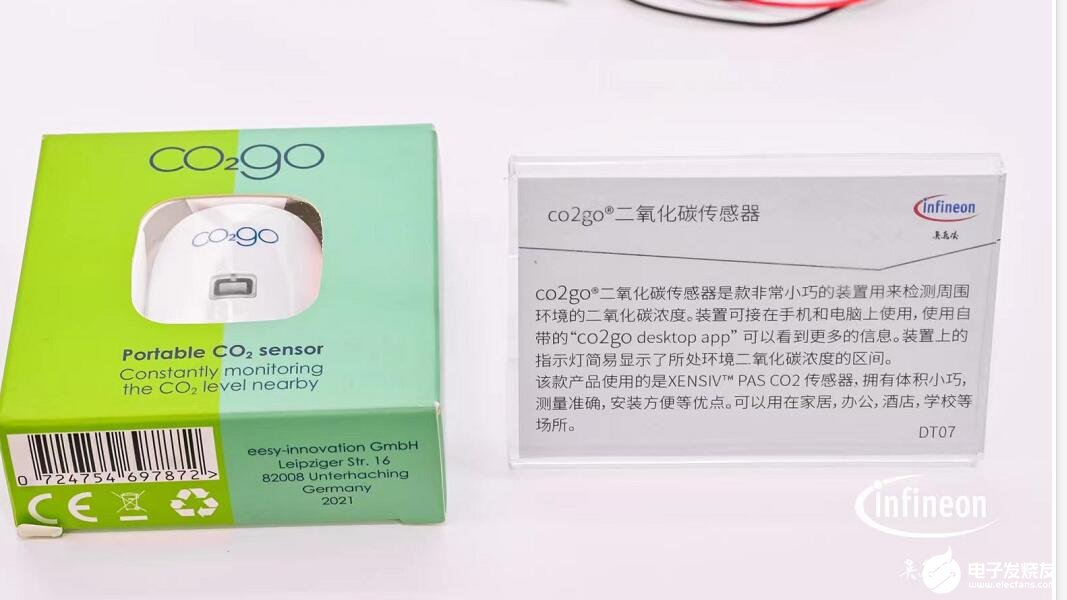 CO₂go
co₂go
Portable CO₂ sensor
Constantly monitoring
the CO₂ level nearby
eesy-innovation GmbH
Leipziger Str. 16
82008 Unterhaching
Germany
2021
0 724754 697872 >
CE
co2go®二氧化碳传感器
infineon
英飞凌
co2go®二氧化碳传感器是款非常小巧的装置用来检测周围
环境的二氧化碳浓度。装置可接在手机和电脑上使用，使用自
带的“co2go desktop app” 可以看到更多的信息。装置上的
指示灯简易显示了所处环境二氧化碳浓度的区间。
该款产品使用的是XENSIV™ PAS CO2 传感器，拥有体积小巧，
测量准确，安装方便等优点。可以用在家居，办公，酒店，学校等
场所。
DT07
infineon
电子发烧友
www.elecfans.com